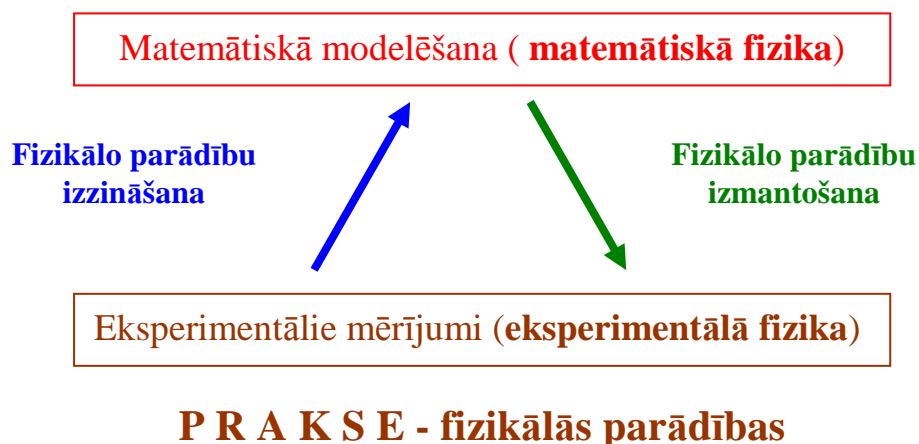 Matemātiskā modelēšana ( matemātiskā fizika)
Fizikālo parādību
izzināšana
Fizikālo parādību
izmantošana
Eksperimentālie mērījumi (eksperimentālā fizika)
P R A K S E - fizikālās parādības